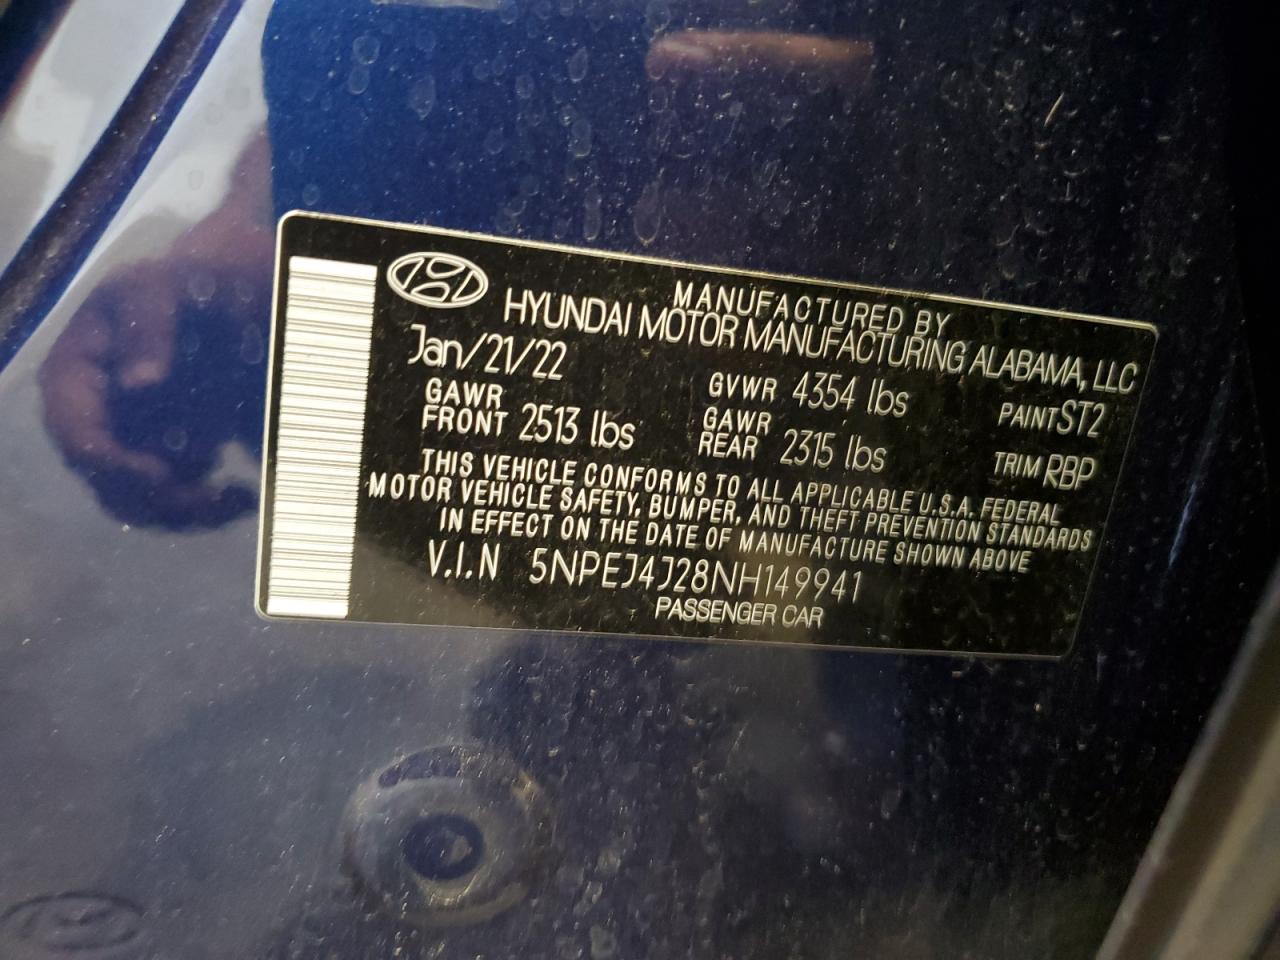 MANUFACTURED BY
HYUNDAI MOTOR MANUFACTURING ALABAMA, LLC
Jan/21/22 GVWR 4354 lbs PAINT ST2
GAWR FRONT 2513 lbs GAWR REAR 2315 lbs TRIM RBP
THIS VEHICLE CONFORMS TO ALL APPLICABLE U.S.A. FEDERAL
MOTOR VEHICLE SAFETY, BUMPER, AND THEFT PREVENTION STANDARDS
IN EFFECT ON THE DATE OF MANUFACTURE SHOWN ABOVE
V.I.N 5NPEJ4J28NH149941
PASSENGER CAR